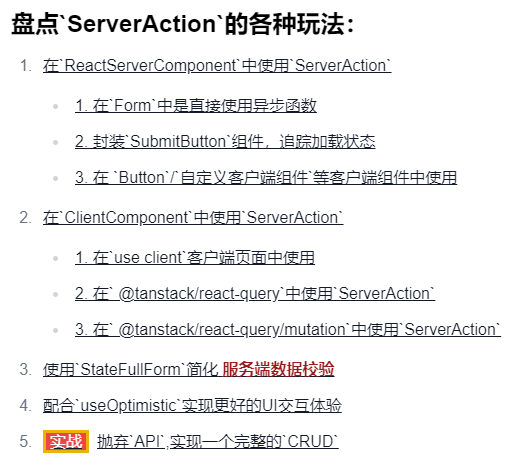 盘点`ServerAction`的各种玩法：
1. 在`ReactServerComponent`中使用`ServerAction`
1. 在`Form`中是直接使用异步函数
2. 封装`SubmitButton`组件，追踪加载状态
3. 在 `Button`/`自定义客户端组件`等客户端组件中使用
2. 在`ClientComponent`中使用`ServerAction`
1. 在`use client`客户端页面中使用
2. 在` @tanstack/react-query`中使用`ServerAction`
3. 在` @tanstack/react-query/mutation`中使用`ServerAction`
3. 使用`StateFullForm`简化 服务端数据校验
4. 配合`useOptimistic`实现更好的UI交互体验
5. 实战 抛弃`API`,实现一个完整的`CRUD`